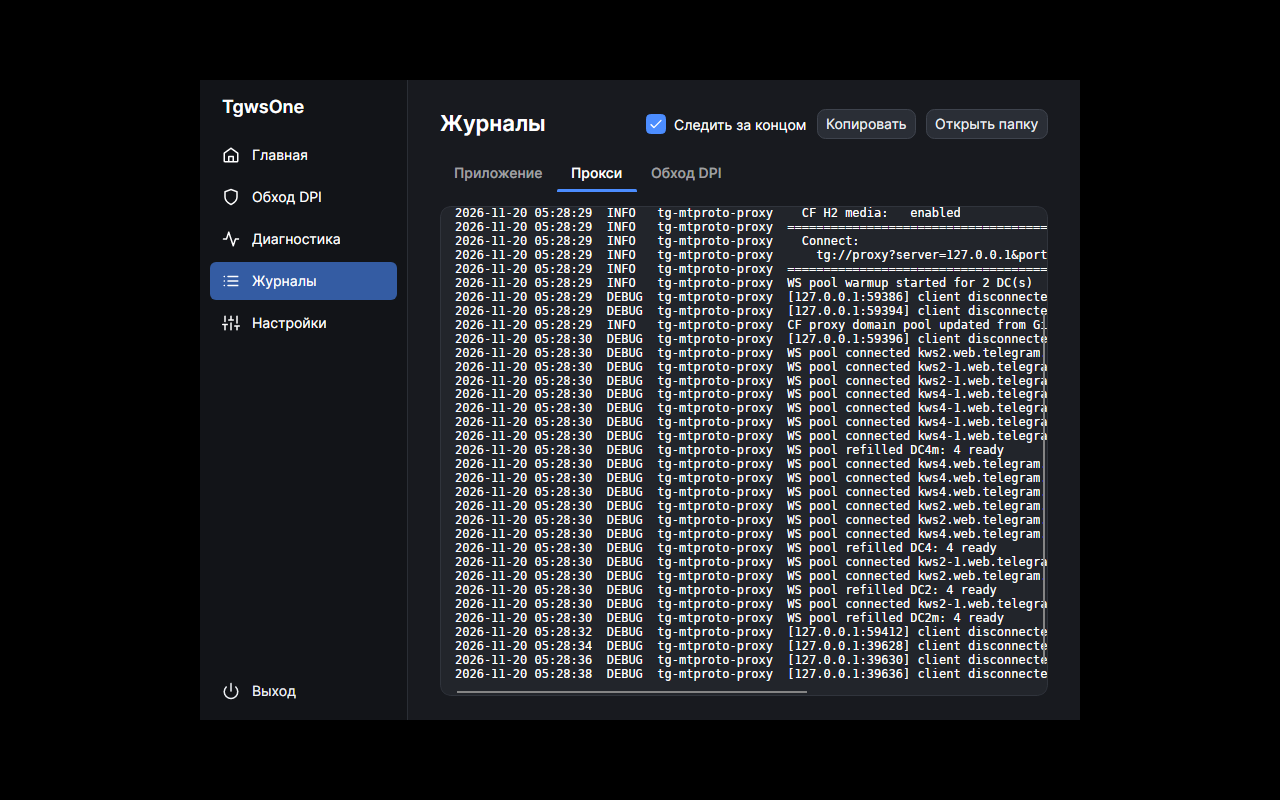 TgwsOne
Главная
Обход DPI
Диагностика
Журналы
Настройки
Выход
Журналы
Следить за концом
Копировать
Открыть папку
Приложение
Прокси
Обход DPI
2026-11-20 05:28:29 INFO tg-mtproto-proxy CF H2 media: enabled
2026-11-20 05:28:29 INFO tg-mtproto-proxy ====================================
2026-11-20 05:28:29 INFO tg-mtproto-proxy Connect:
2026-11-20 05:28:29 INFO tg-mtproto-proxy tg://proxy?server=127.0.0.1&port
2026-11-20 05:28:29 INFO tg-mtproto-proxy ====================================
2026-11-20 05:28:29 INFO tg-mtproto-proxy WS pool warmup started for 2 DC(s)
2026-11-20 05:28:29 DEBUG tg-mtproto-proxy [127.0.0.1:59386] client disconnecte
2026-11-20 05:28:29 DEBUG tg-mtproto-proxy [127.0.0.1:59394] client disconnecte
2026-11-20 05:28:29 INFO tg-mtproto-proxy CF proxy domain pool updated from Gi
2026-11-20 05:28:30 DEBUG tg-mtproto-proxy [127.0.0.1:59396] client disconnecte
2026-11-20 05:28:30 DEBUG tg-mtproto-proxy WS pool connected kws2.web.telegram
2026-11-20 05:28:30 DEBUG tg-mtproto-proxy WS pool connected kws2-1.web.telegra
2026-11-20 05:28:30 DEBUG tg-mtproto-proxy WS pool connected kws2-1.web.telegra
2026-11-20 05:28:30 DEBUG tg-mtproto-proxy WS pool connected kws4-1.web.telegra
2026-11-20 05:28:30 DEBUG tg-mtproto-proxy WS pool connected kws4-1.web.telegra
2026-11-20 05:28:30 DEBUG tg-mtproto-proxy WS pool connected kws4-1.web.telegra
2026-11-20 05:28:30 DEBUG tg-mtproto-proxy WS pool connected kws4-1.web.telegra
2026-11-20 05:28:30 DEBUG tg-mtproto-proxy WS pool refilled DC4m: 4 ready
2026-11-20 05:28:30 DEBUG tg-mtproto-proxy WS pool connected kws4.web.telegram
2026-11-20 05:28:30 DEBUG tg-mtproto-proxy WS pool connected kws4.web.telegram
2026-11-20 05:28:30 DEBUG tg-mtproto-proxy WS pool connected kws4.web.telegram
2026-11-20 05:28:30 DEBUG tg-mtproto-proxy WS pool connected kws2.web.telegram
2026-11-20 05:28:30 DEBUG tg-mtproto-proxy WS pool connected kws2.web.telegram
2026-11-20 05:28:30 DEBUG tg-mtproto-proxy WS pool connected kws4.web.telegram
2026-11-20 05:28:30 DEBUG tg-mtproto-proxy WS pool refilled DC4: 4 ready
2026-11-20 05:28:30 DEBUG tg-mtproto-proxy WS pool connected kws2-1.web.telegra
2026-11-20 05:28:30 DEBUG tg-mtproto-proxy WS pool connected kws2.web.telegram
2026-11-20 05:28:30 DEBUG tg-mtproto-proxy WS pool refilled DC2: 4 ready
2026-11-20 05:28:30 DEBUG tg-mtproto-proxy WS pool connected kws2-1.web.telegra
2026-11-20 05:28:30 DEBUG tg-mtproto-proxy WS pool refilled DC2m: 4 ready
2026-11-20 05:28:32 DEBUG tg-mtproto-proxy [127.0.0.1:59412] client disconnecte
2026-11-20 05:28:34 DEBUG tg-mtproto-proxy [127.0.0.1:39628] client disconnecte
2026-11-20 05:28:36 DEBUG tg-mtproto-proxy [127.0.0.1:39630] client disconnecte
2026-11-20 05:28:38 DEBUG tg-mtproto-proxy [127.0.0.1:39636] client disconnecte